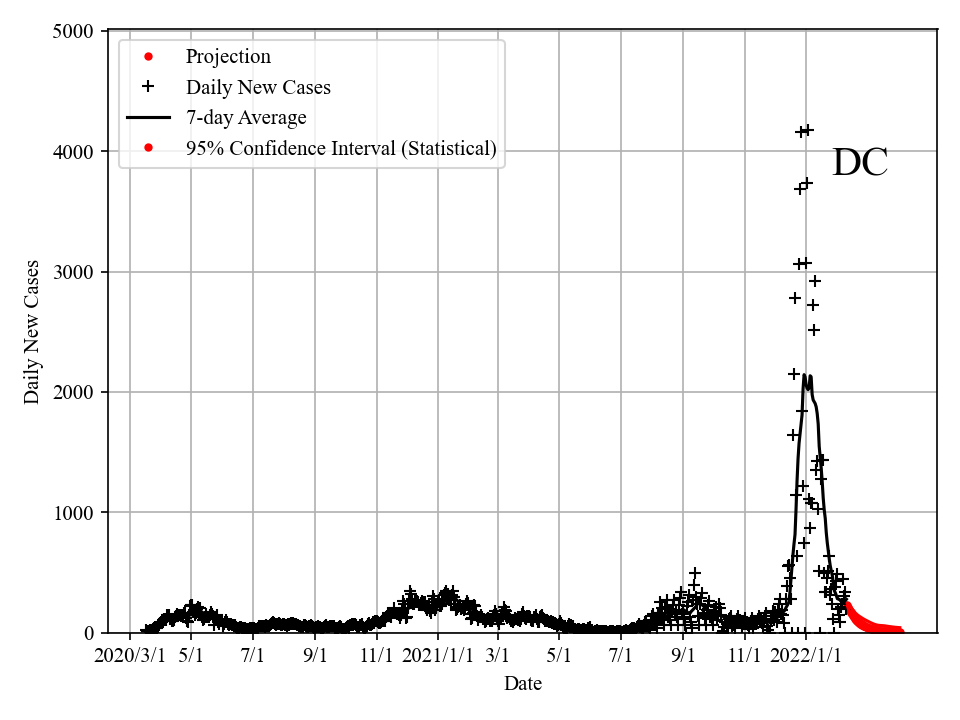 5000
4000
3000
2000
1000
0
Daily New Cases
Projection
Daily New Cases
7-day Average
95% Confidence Interval (Statistical)
DC
2020/3/1 5/1 7/1 9/1 11/1 2021/1/1 3/1 5/1 7/1 9/1 11/1 2022/1/1
Date